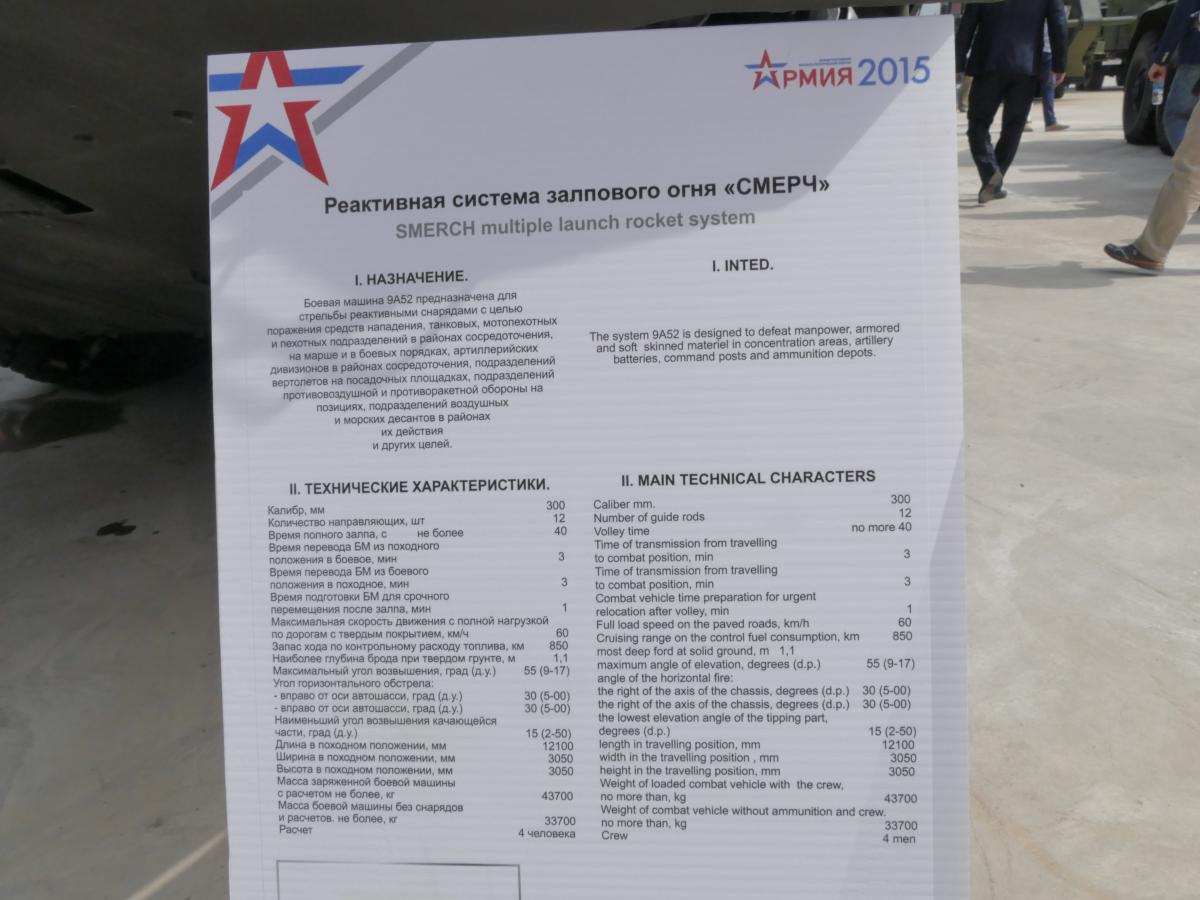 АРМИЯ 2015
Реактивная система залпового огня «СМЕРЧ»
SMERCH multiple launch rocket system
I. НАЗНАЧЕНИЕ.
Боевая машина 9А52 предназначена для
стрельбы реактивными снарядами с целью
поражения средств нападения, танковых, мотопехотных
и пехотных подразделений в районах сосредоточения,
на марше и в боевых порядках, артиллерийских
дивизионов в районах сосредоточения, подразделений
вертолетов на посадочных площадках, подразделений
противовоздушной и противоракетной обороны на
позициях, подразделений воздушных
и морских десантов в районах
их действия
и других целей.
I. INTED.
The system 9A52 is designed to defeat manpower, armored
and soft skinned materiel in concentration areas, artillery
batteries, command posts and ammunition depots.
II. ТЕХНИЧЕСКИЕ ХАРАКТЕРИСТИКИ.
Калибр, мм 300
Количество направляющих, шт 12
Время полного залпа, с не более 40
Время перевода БМ из походного
положения в боевое, мин 3
Время перевода БМ из боевого
положения в походное, мин 3
Время подготовки БМ для срочного
перемещения после залпа, мин 1
Максимальная скорость движения с полной нагрузкой
по дорогам с твердым покрытием, км/ч 60
Запас хода по контрольному расходу топлива, км 850
Наиболее глубина брода при твердом грунте, м 1,1
Максимальный угол возвышения, град (д.у.) 55 (9-17)
Угол горизонтального обстрела:
- вправо от оси автошасси, град (д.у.) 30 (5-00)
- вправо от оси автошасси, град (д.у.) 30 (5-00)
Наименьший угол возвышения качающейся
части, град (д.у.) 15 (2-50)
Длина в походном положении, мм 12100
Ширина в походном положении, мм 3050
Высота в походном положении, мм 3050
Масса заряженной боевой машины
с расчетом не более, кг 43700
Масса боевой машины без снарядов
и расчетов. не более, кг 33700
Расчет 4 человека
II. MAIN TECHNICAL CHARACTERS
Caliber mm. 300
Number of guide rods 12
Volley time no more 40
Time of transmission from travelling
to combat position, min 3
Time of transmission from travelling
to combat position, min 3
Combat vehicle time preparation for urgent
relocation after volley, min 1
Full load speed on the paved roads, km/h 60
Cruising range on the control fuel consumption, km 850
most deep ford at solid ground, m 1,1
maximum angle of elevation, degrees (d.p.) 55 (9-17)
angle of the horizontal fire:
the right of the axis of the chassis, degrees (d.p.) 30 (5-00)
the right of the axis of the chassis, degrees (d.p.) 30 (5-00)
the lowest elevation angle of the tipping part,
degrees (d.p.) 15 (2-50)
length in travelling position, mm 12100
width in the travelling position , mm 3050
height in the travelling position, mm 3050
Weight of loaded combat vehicle with the crew,
no more than, kg 43700
Weight of combat vehicle without ammunition and crew.
no more than, kg 33700
Crew 4 men